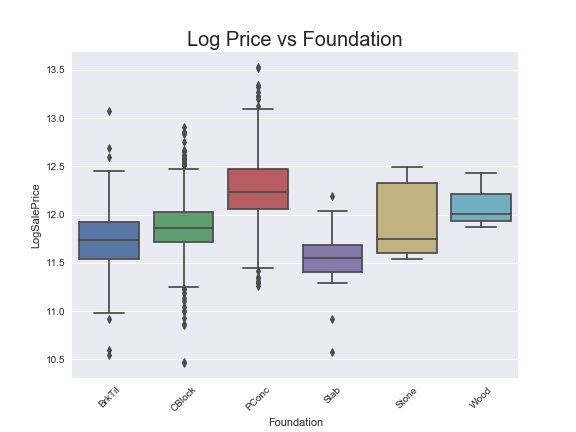 Log Price vs Foundation
13.5
13.0
12.5
12.0
11.5
11.0
10.5
LogSalePrice
BrkTil
CBlock
PConc
Slab
Stone
Wood
Foundation